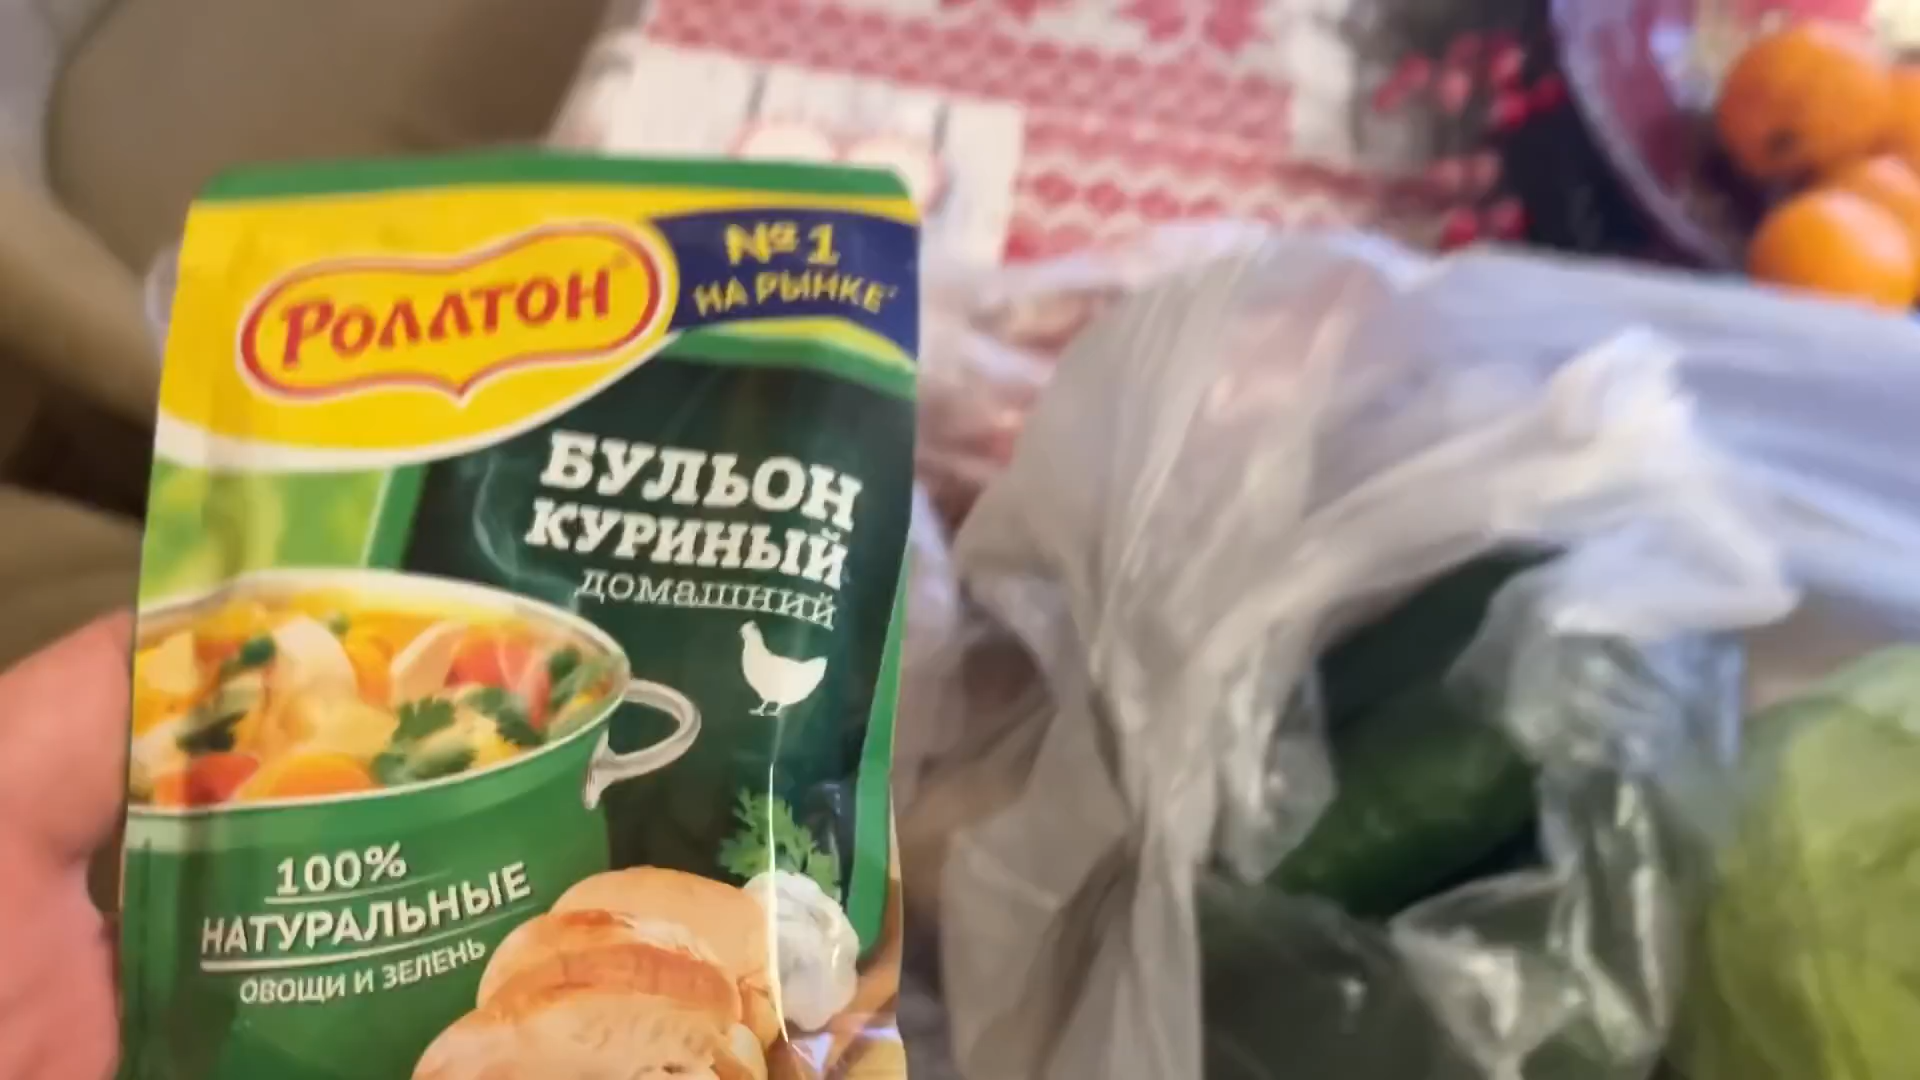 РОЛЛТОН®
№1
НА РЫНКЕ*
БУЛЬОН
КУРИНЫЙ
домашний
100%
НАТУРАЛЬНЫЕ
ОВОЩИ И ЗЕЛЕНЬ